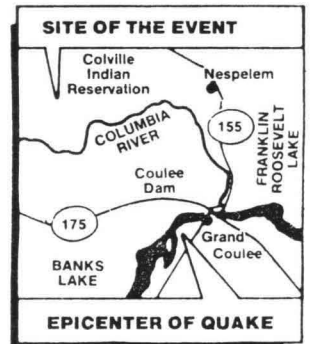 SITE OF THE EVENT
Colville
Indian
Reservation
Nespelem
COLUMBIA
RIVER
155
FRANKLIN
ROOSEVELT
LAKE
Coulee
Dam
175
Grand
Coulee
BANKS
LAKE
EPICENTER OF QUAKE